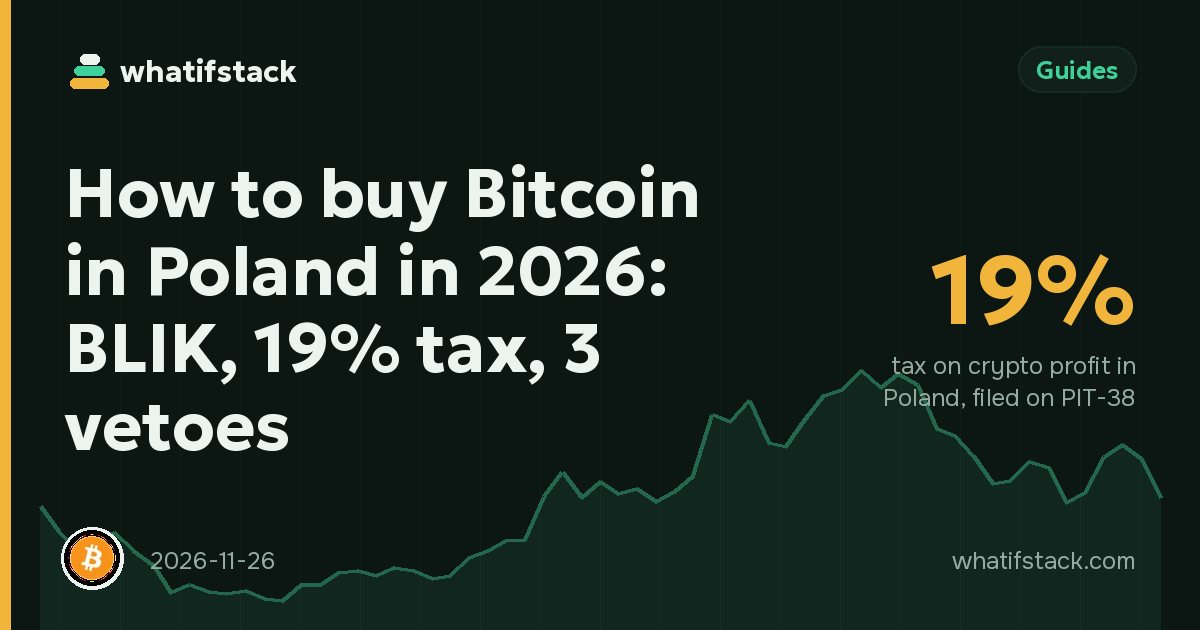 whatifstack
Guides
How to buy Bitcoin
in Poland in 2026:
BLIK, 19% tax, 3
vetoes
19%
tax on crypto profit in
Poland, filed on PIT-38
2026-11-26
whatifstack.com